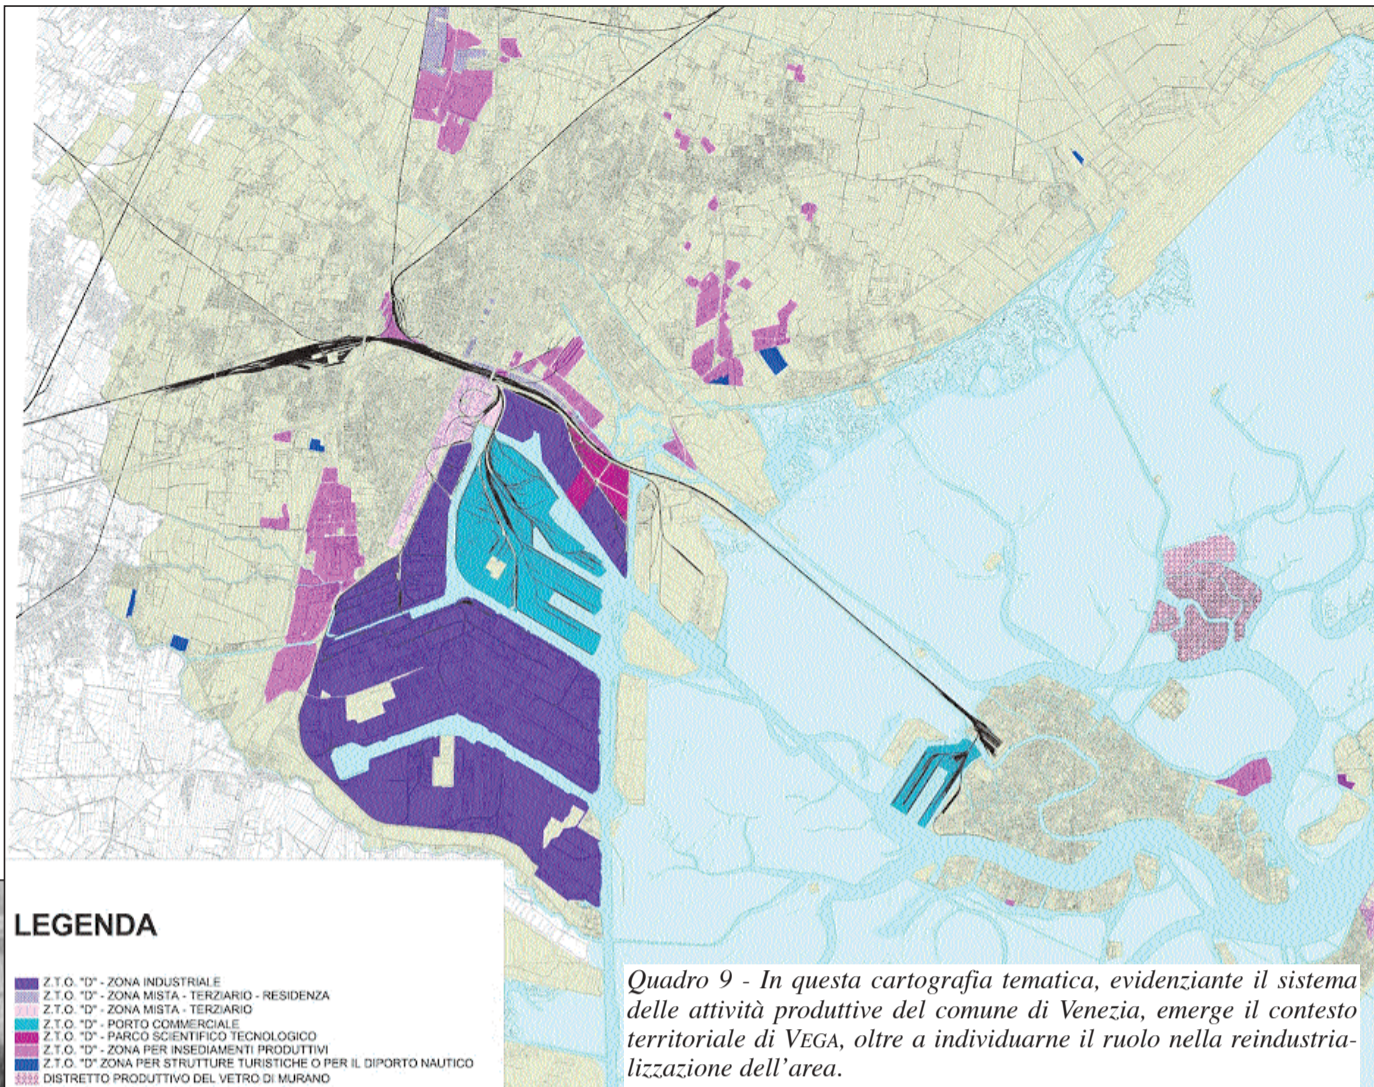 LEGENDA
Z.T.O. "D" - ZONA INDUSTRIALE
Z.T.O. "D" - ZONA MISTA - TERZIARIO - RESIDENZA
Z.T.O. "D" - ZONA MISTA - TERZIARIO
Z.T.O. "D" - PORTO COMMERCIALE
Z.T.O. "D" - PARCO SCIENTIFICO TECNOLOGICO
Z.T.O. "D" - ZONA PER INSEDIAMENTI PRODUTTIVI
Z.T.O. "D" ZONA PER STRUTTURE TURISTICHE O PER IL DIPORTO NAUTICO
DISTRETTO PRODUTTIVO DEL VETRO DI MURANO
Quadro 9 - In questa cartografia tematica, evidenziante il sistema
delle attività produttive del comune di Venezia, emerge il contesto
territoriale di VEGA, oltre a individuarne il ruolo nella reindustria-
lizzazione dell'area.